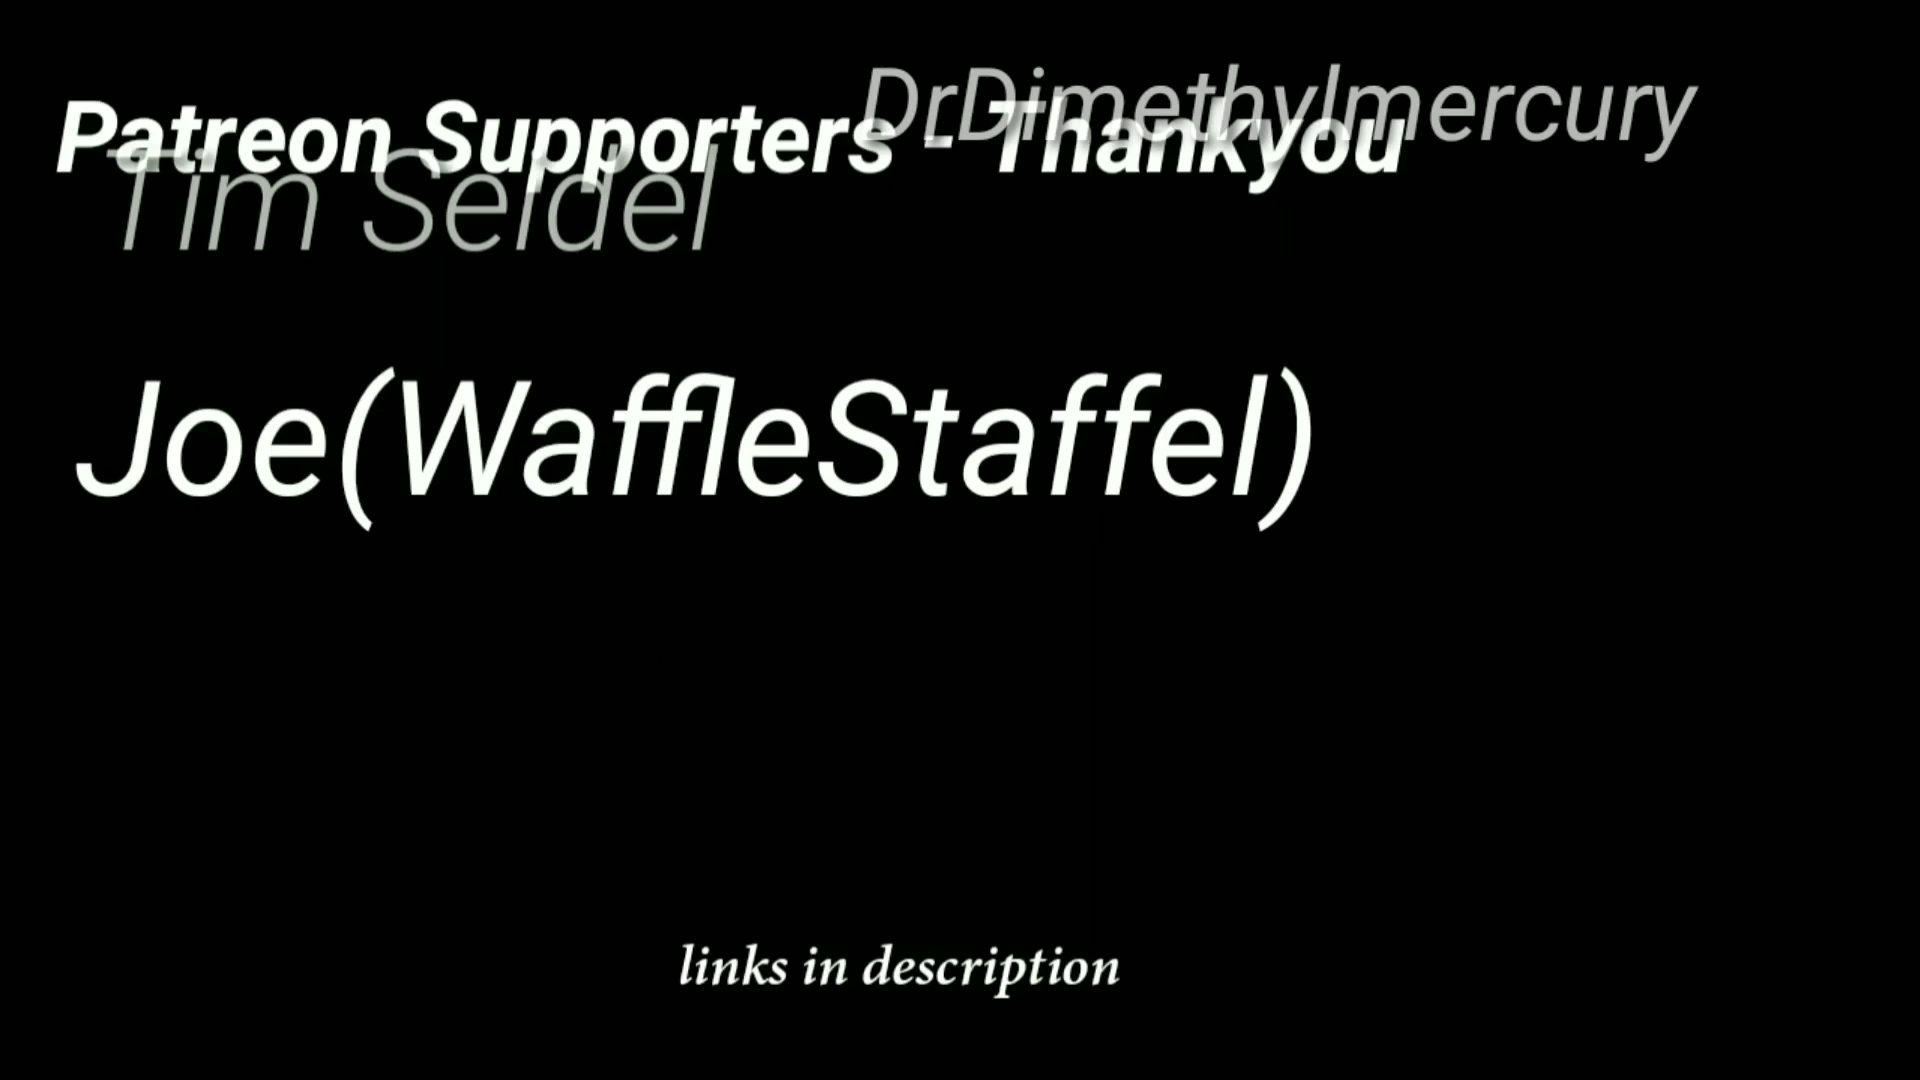 DrDimethylmercury
Patreon Supporters - Thankyou
Tim Seidel
Joe(WaffleStaffel)
links in description